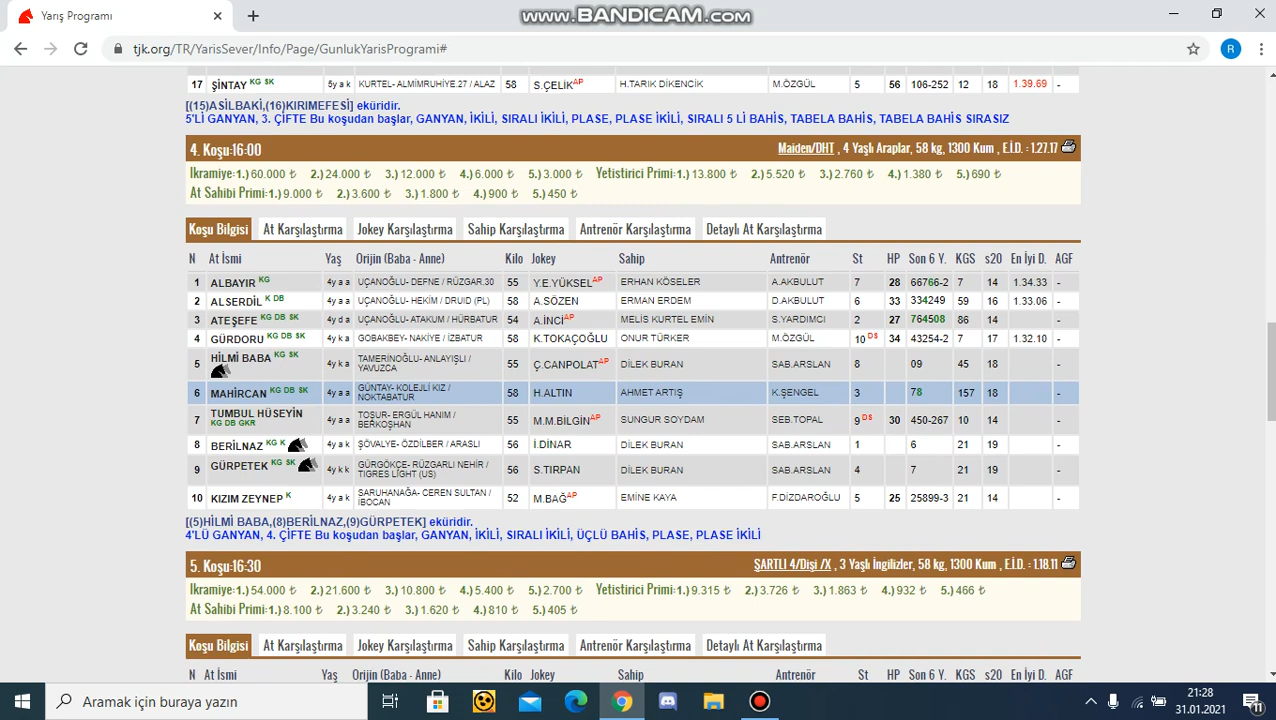 Yarış Programı
www.BANDICAM.com
tjk.org/TR/YarisSever/Info/Page/GunlukYarisProgrami#
R
17 ŞİNTAY KG SK 5y a k KURTEL- ALMİMRUHİYE.27 / ALAZ 58 S.ÇELİK AP H.TARIK DİKENCİK M.ÖZGÜL 5 56 106-252 12 18 1.39.69 -
[(15)ASİLBAKİ,(16)KIRIMEFESİ] eküridir.
5'Lİ GANYAN, 3. ÇİFTE Bu koşudan başlar, GANYAN, İKİLİ, SIRALI İKİLİ, PLASE, PLASE İKİLİ, SIRALI 5 Lİ BAHİS, TABELA BAHİS, TABELA BAHİS SIRASIZ
4. Koşu:16:00 Maiden/DHT , 4 Yaşlı Araplar, 58 kg, 1300 Kum , E.İ.D. : 1.27.17
Ikramiye:1.) 60.000 ₺ 2.) 24.000 ₺ 3.) 12.000 ₺ 4.) 6.000 ₺ 5.) 3.000 ₺ Yetistirici Primi:1.) 13.800 ₺ 2.) 5.520 ₺ 3.) 2.760 ₺ 4.) 1.380 ₺ 5.) 690 ₺
At Sahibi Primi:1.) 9.000 ₺ 2.) 3.600 ₺ 3.) 1.800 ₺ 4.) 900 ₺ 5.) 450 ₺
Koşu Bilgisi At Karşılaştırma Jokey Karşılaştırma Sahip Karşılaştırma Antrenör Karşılaştırma Detaylı At Karşılaştırma
N At İsmi Yaş Orijin (Baba - Anne) Kilo Jokey Sahip Antrenör St HP Son 6 Y. KGS s20 En İyi D. AGF
1 ALBAYIR KG 4y a a UÇANOĞLU- DEFNE / RÜZGAR.30 55 Y.E.YÜKSEL AP ERHAN KÖSELER A.AKBULUT 7 28 66766-2 7 14 1.34.33 -
2 ALSERDİL K DB 4y a a UÇANOĞLU- HEKİM / DRUID (PL) 58 A.SÖZEN ERMAN ERDEM D.AKBULUT 6 33 334249 59 16 1.33.06 -
3 ATEŞEFE KG DB SK 4y d a UÇANOĞLU- ATAKUM / HÜRBATUR 54 A.İNCİ AP MELİS KURTEL EMİN S.YARDIMCI 2 27 764508 86 14 -
4 GÜRDORU KG DB SK 4y k a GOBAKBEY- NAKİYE / İZBATUR 58 K.TOKAÇOĞLU ONUR TÜRKER M.ÖZGÜL 10 DS 34 43254-2 7 17 1.32.10 -
5 HİLMİ BABA KG SK 4y k a TAMERİNOĞLU- ANLAYIŞLI / YAVUZCA 55 Ç.CANPOLAT AP DİLEK BURAN SAB.ARSLAN 8 09 45 18 -
6 MAHİRCAN KG DB SK 4y a a GÜNTAY- KOLEJLİ KIZ / NOKTABATUR 58 H.ALTIN AHMET ARTIŞ K.ŞENGEL 3 78 157 18 -
7 TUMBUL HÜSEYİN KG DB GKR 4y a a TOSUR- ERGÜL HANIM / BERKOŞHAN 55 M.M.BİLGİN AP SUNGUR SOYDAM SEB.TOPAL 9 DS 30 450-267 10 14 -
8 BERİLNAZ KG K 4y a k ŞÖVALYE- ÖZDİLBER / ARASLI 56 İ.DİNAR DİLEK BURAN SAB.ARSLAN 1 6 21 19 -
9 GÜRPETEK KG SK 4y k k GÜRGÖKÇE- RÜZGARLI NEHİR / TIGRES LIGHT (US) 56 S.TIRPAN DİLEK BURAN SAB.ARSLAN 4 7 21 19 -
10 KIZIM ZEYNEP K 4y a k SARUHANAĞA- CEREN SULTAN / İBOCAN 52 M.BAĞ AP EMİNE KAYA F.DİZDAROĞLU 5 25 25899-3 21 14 -
[(5)HİLMİ BABA,(8)BERİLNAZ,(9)GÜRPETEK] eküridir.
4'LÜ GANYAN, 4. ÇİFTE Bu koşudan başlar, GANYAN, İKİLİ, SIRALI İKİLİ, ÜÇLÜ BAHİS, PLASE, PLASE İKİLİ
5. Koşu:16:30 ŞARTLI 4/Dişi /X , 3 Yaşlı İngilizler, 58 kg, 1300 Kum , E.İ.D. : 1.18.11
Ikramiye:1.) 54.000 ₺ 2.) 21.600 ₺ 3.) 10.800 ₺ 4.) 5.400 ₺ 5.) 2.700 ₺ Yetistirici Primi:1.) 9.315 ₺ 2.) 3.726 ₺ 3.) 1.863 ₺ 4.) 932 ₺ 5.) 466 ₺
At Sahibi Primi:1.) 8.100 ₺ 2.) 3.240 ₺ 3.) 1.620 ₺ 4.) 810 ₺ 5.) 405 ₺
Koşu Bilgisi At Karşılaştırma Jokey Karşılaştırma Sahip Karşılaştırma Antrenör Karşılaştırma Detaylı At Karşılaştırma
N At İsmi Yaş Orijin (Baba - Anne) Kilo Jokey Sahip Antrenör St HP Son 6 Y. KGS s20 En İyi D. AGF
Aramak için buraya yazın
21:28
31.01.2021
11